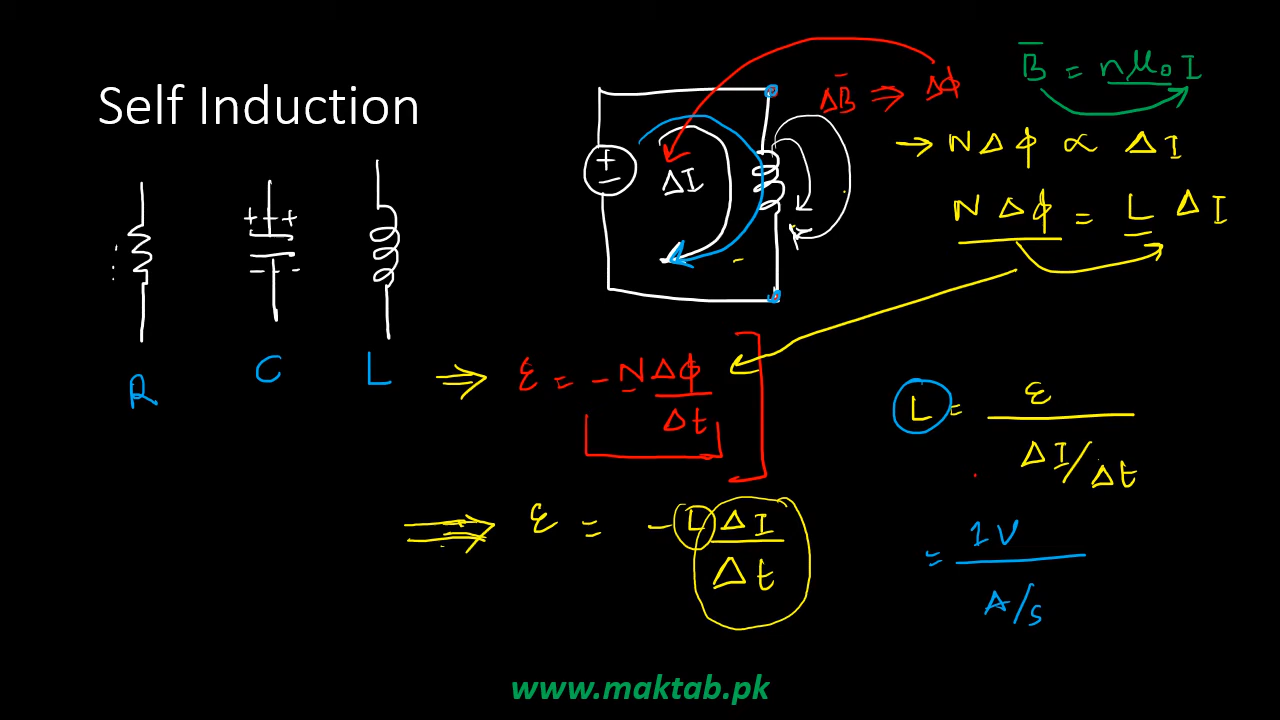 Self Induction
B̅ = nμ₀I
ΔB̅ ⇒ Δϕ
→ NΔϕ ∝ ΔI
NΔϕ = LΔI
+
−
ΔI
+ + +
− − −
R
C
L
⇒ ε = −NΔϕ/Δt
L = ε/(ΔI/Δt)
⇒ ε = −LΔI/Δt
= 1V/(A/s)
www.maktab.pk